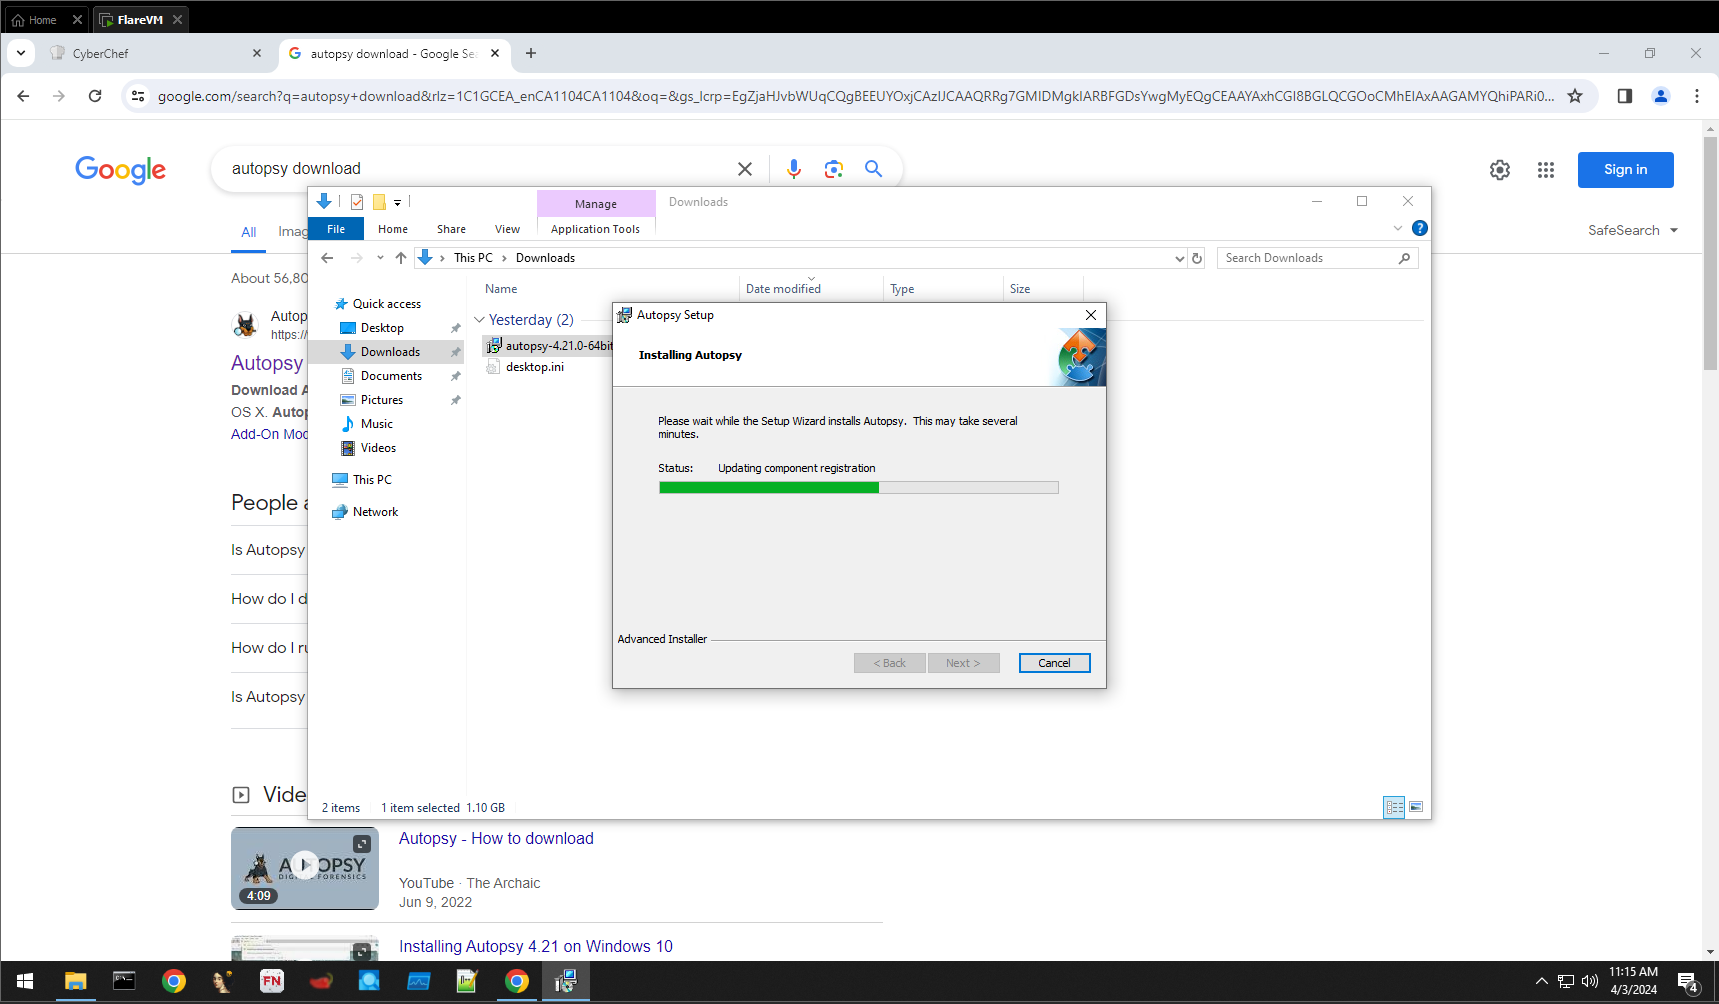 Home
FlareVM
CyberChef
autopsy download - Google Se
google.com/search?q=autopsy+download&rlz=1C1GCEA_enCA1104CA1104&oq=&gs_lcrp=EgZjaHJvbWUqCQgBEEUYOxjCAzIJCAAQRRg7GMIDMgkIARBFGDsYwgMyEQgCEAAYAxhCGI8BGLQCGOoCMhEIAxAAGAMYQhiPARi0...
Google
autopsy download
Sign in
All
Imag
SafeSearch
About 56,80
Autop
https://
Autopsy
Download A
OS X. Autop
Add-On Mod
People a
Is Autopsy
How do I d
How do I ru
Is Autopsy
Vide
Manage
Downloads
File
Home
Share
View
Application Tools
This PC
Downloads
Search Downloads
Name
Date modified
Type
Size
Quick access
Desktop
Downloads
Documents
Pictures
Music
Videos
This PC
Network
Yesterday (2)
autopsy-4.21.0-64bit
desktop.ini
2 items
1 item selected 1.10 GB
Autopsy Setup
Installing Autopsy
Please wait while the Setup Wizard installs Autopsy. This may take several
minutes.
Status: Updating component registration
Advanced Installer
< Back
Next >
Cancel
AUTOPSY
DIGITAL FORENSICS
4:09
Autopsy - How to download
YouTube · The Archaic
Jun 9, 2022
Installing Autopsy 4.21 on Windows 10
FN
11:15 AM
4/3/2024
4